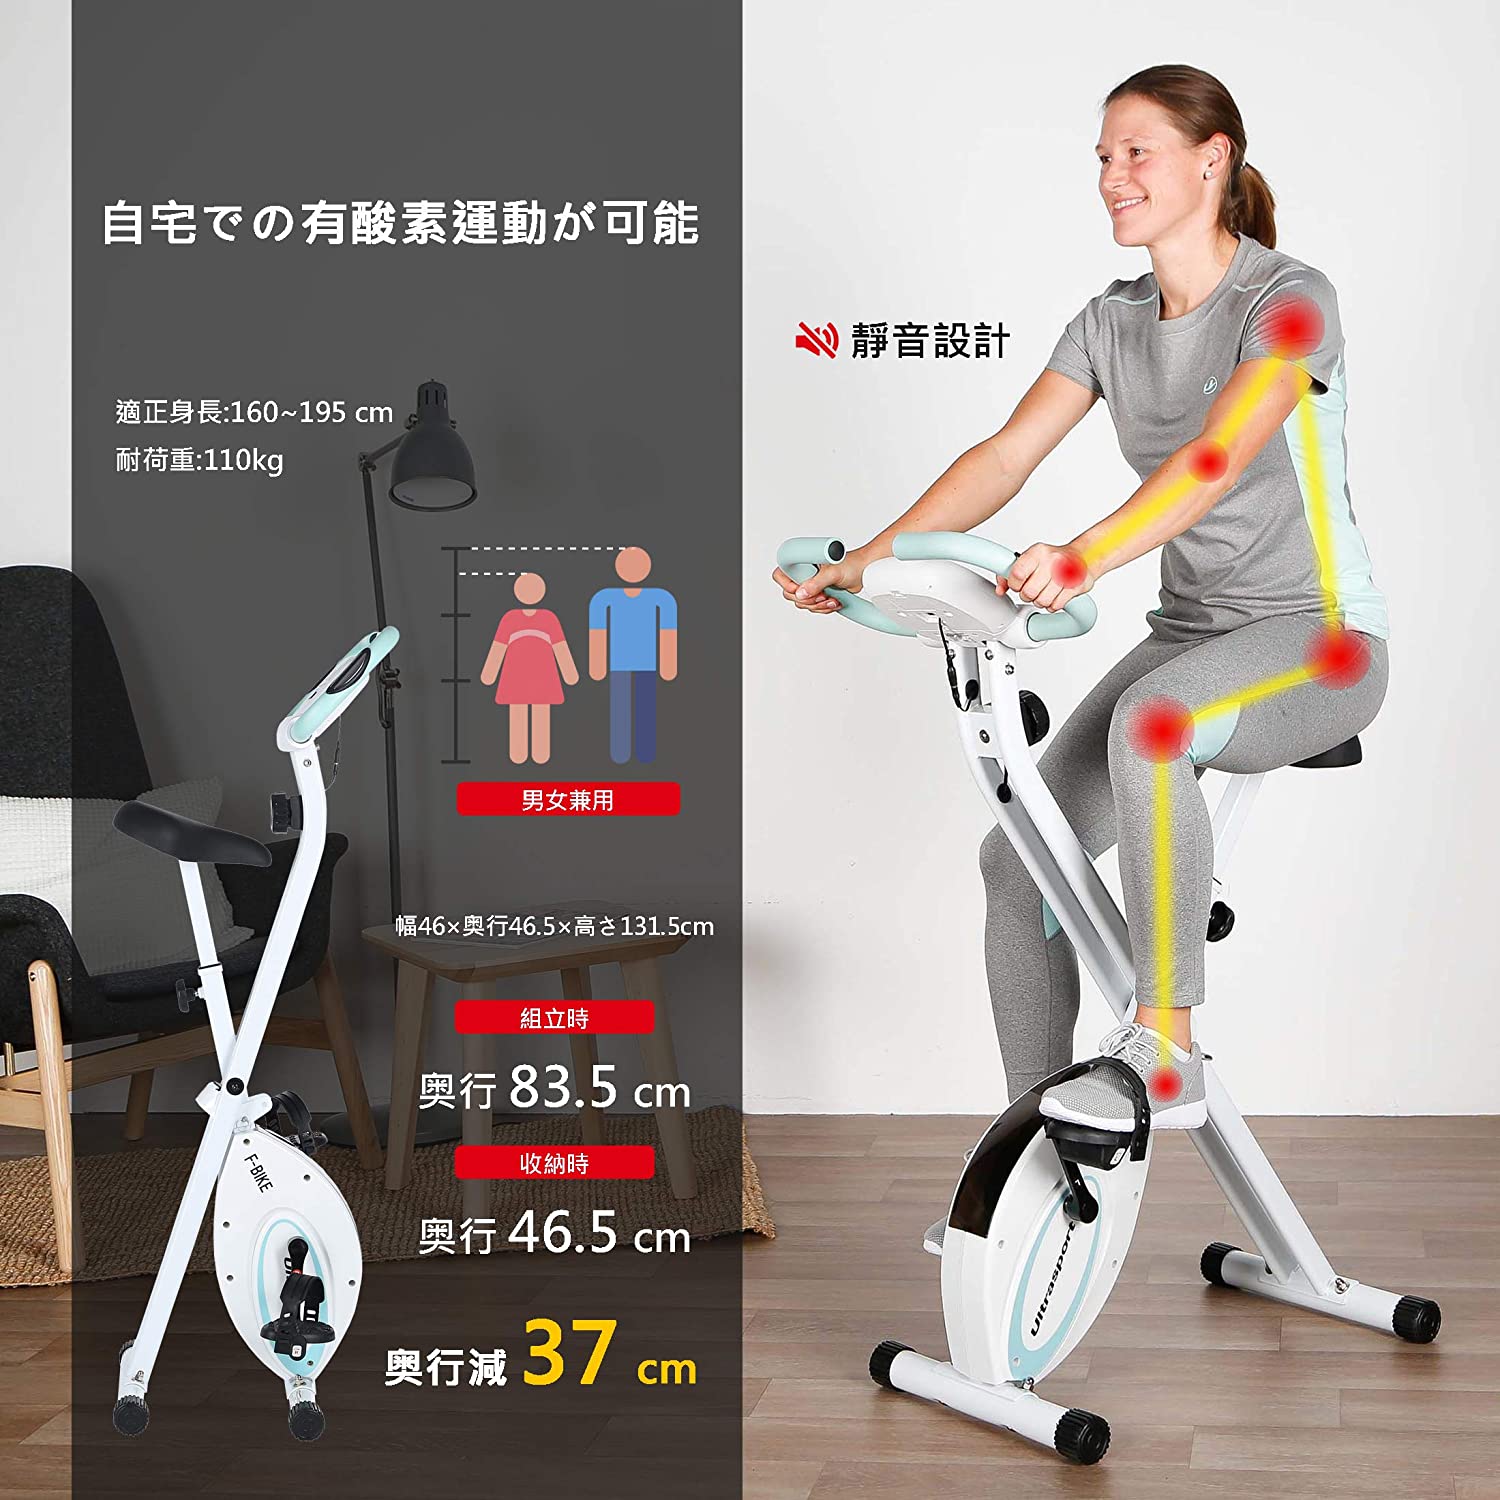 自宅での有酸素運動が可能
適正身長:160~195 cm
耐荷重:110kg
男女兼用
幅46×奥行46.5×高さ131.5cm
組立時
奥行 83.5 cm
收納時
奥行 46.5 cm
奥行減 37 cm
F-BIKE
靜音設計
Ultrasport